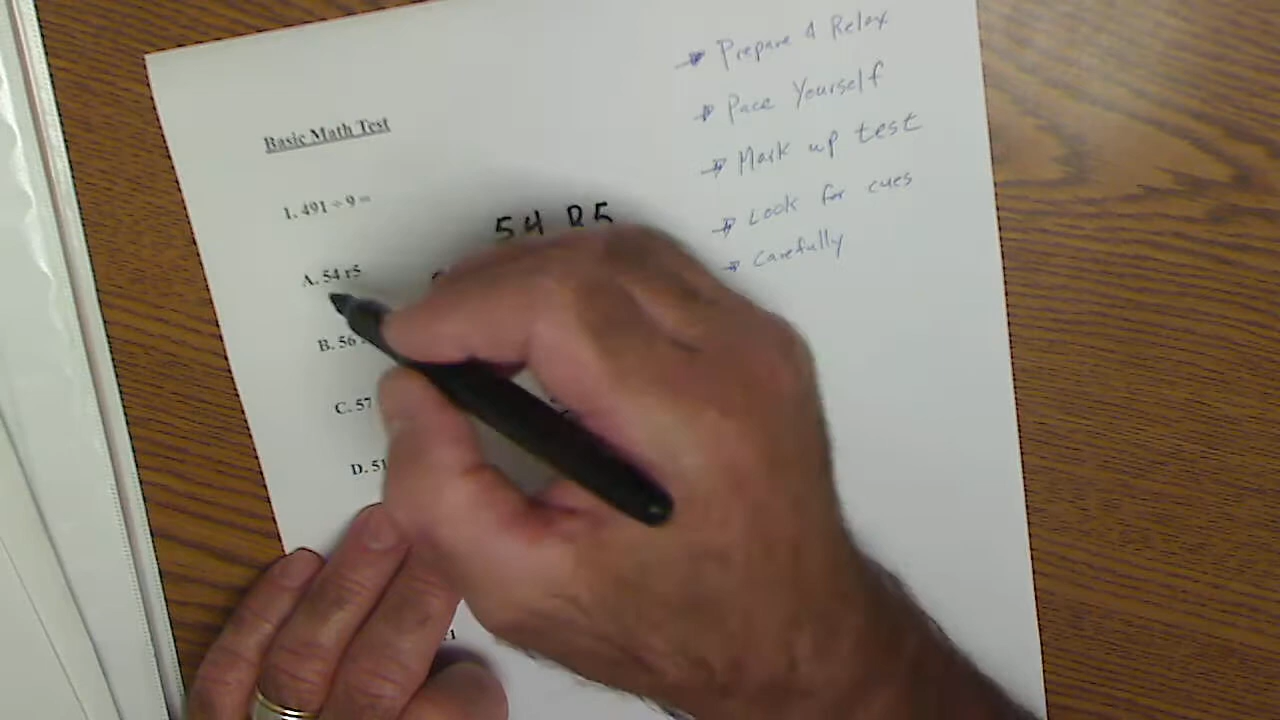 Basic Math Test
1. 491 ÷ 9 =
A. 54 r5
B. 56
C. 57
D. 51
54 R5
→ Prepare & Relax
→ Pace Yourself
→ Mark up test
→ Look for cues
→ Carefully